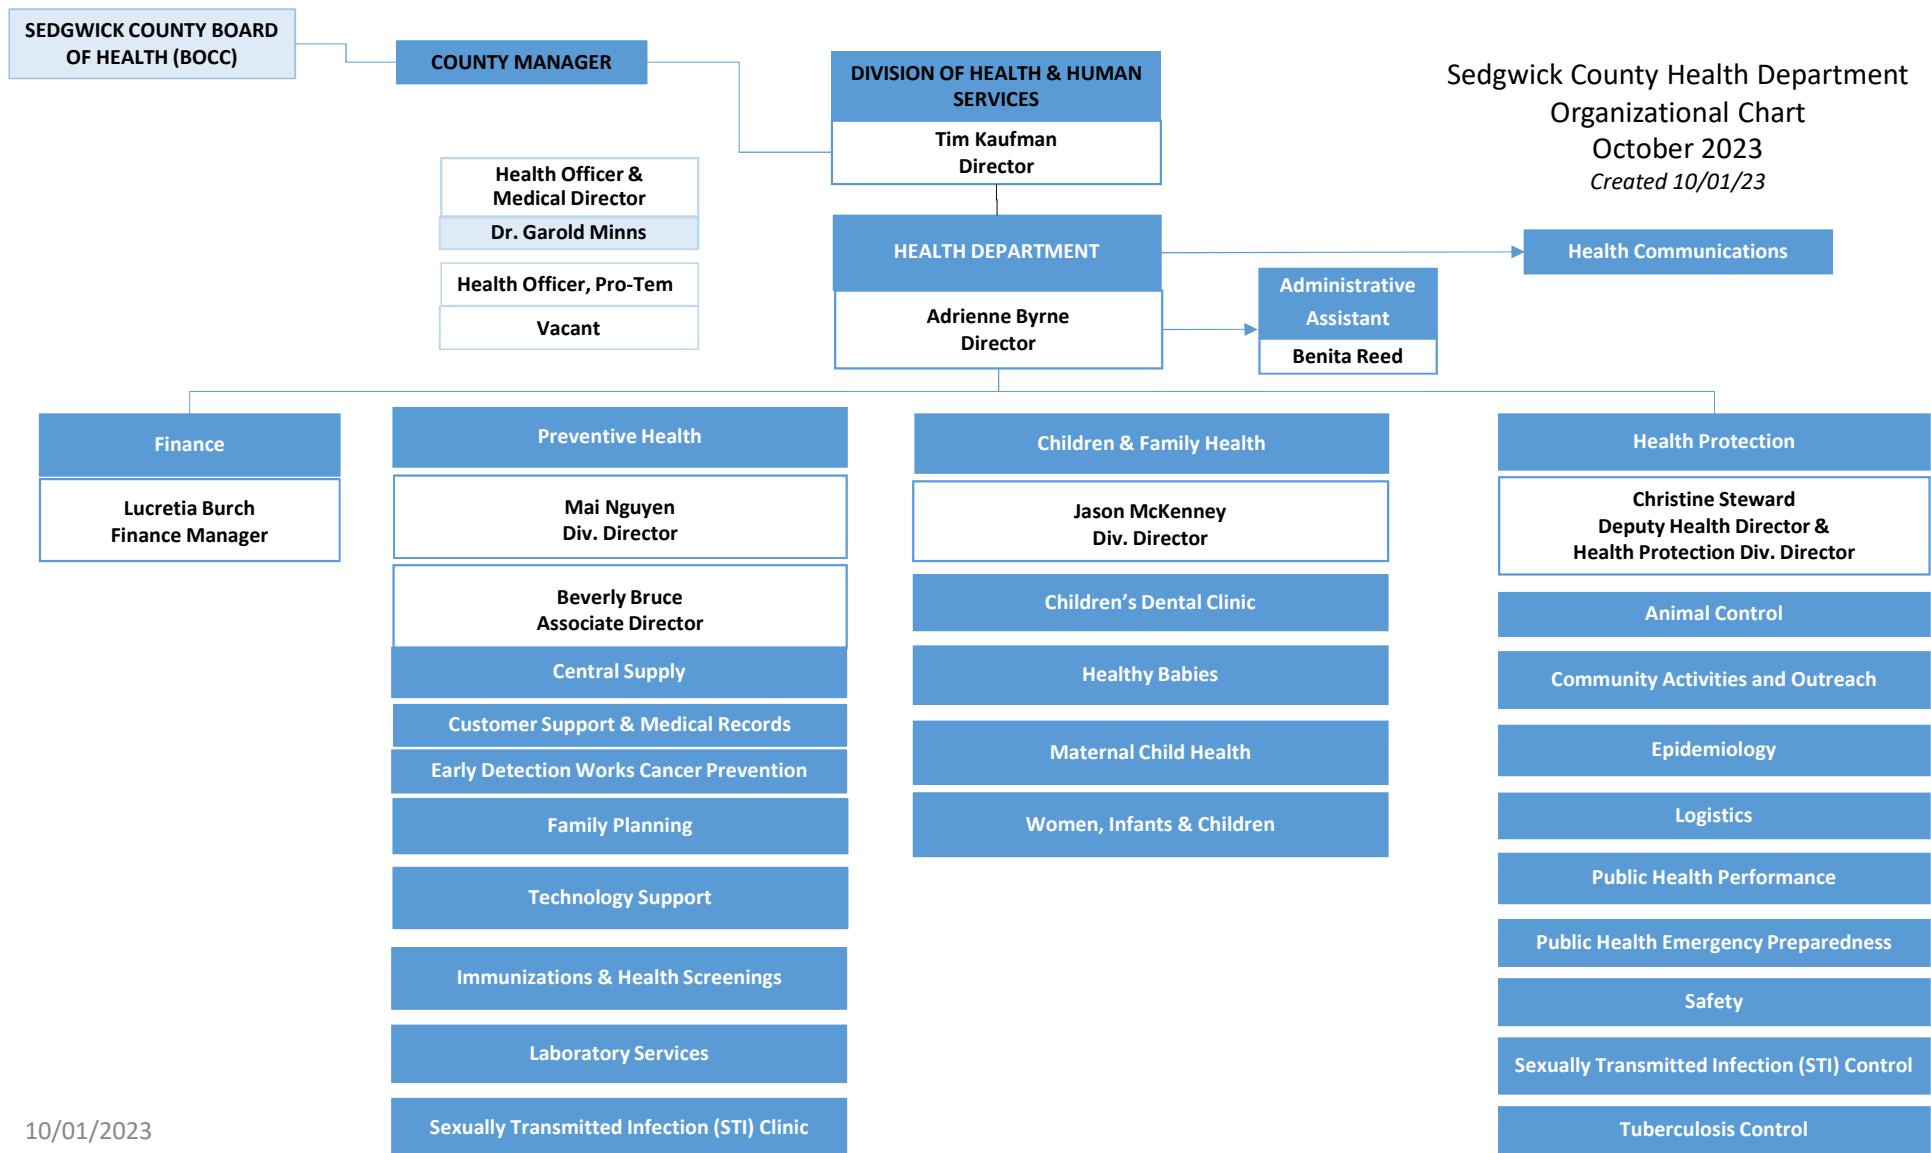 SEDGWICK COUNTY BOARD
OF HEALTH (BOCC)
COUNTY MANAGER
DIVISION OF HEALTH & HUMAN
SERVICES
Tim Kaufman
Director
Sedgwick County Health Department
Organizational Chart
October 2023
Created 10/01/23
Health Officer &
Medical Director
Dr. Garold Minns
Health Officer, Pro-Tem
Vacant
HEALTH DEPARTMENT
Adrienne Byrne
Director
Health Communications
Administrative
Assistant
Benita Reed
Finance
Lucretia Burch
Finance Manager
Preventive Health
Mai Nguyen
Div. Director
Beverly Bruce
Associate Director
Central Supply
Customer Support & Medical Records
Early Detection Works Cancer Prevention
Family Planning
Technology Support
Immunizations & Health Screenings
Laboratory Services
Sexually Transmitted Infection (STI) Clinic
Children & Family Health
Jason McKenney
Div. Director
Children’s Dental Clinic
Healthy Babies
Maternal Child Health
Women, Infants & Children
Health Protection
Christine Steward
Deputy Health Director &
Health Protection Div. Director
Animal Control
Community Activities and Outreach
Epidemiology
Logistics
Public Health Performance
Public Health Emergency Preparedness
Safety
Sexually Transmitted Infection (STI) Control
Tuberculosis Control
10/01/2023